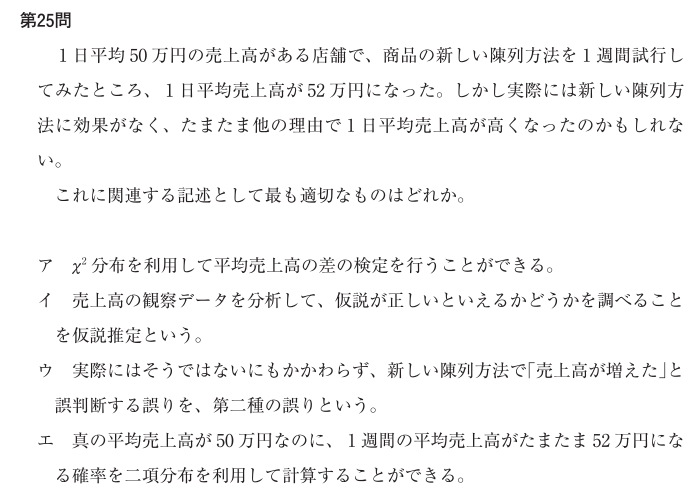 第25問
1日平均50万円の売上高がある店舗で、商品の新しい陳列方法を1週間試行し
てみたところ、1日平均売上高が52万円になった。しかし実際には新しい陳列方
法に効果がなく、たまたま他の理由で1日平均売上高が高くなったのかもしれな
い。
これに関連する記述として最も適切なものはどれか。
ア　χ² 分布を利用して平均売上高の差の検定を行うことができる。
イ　売上高の観察データを分析して、仮説が正しいといえるかどうかを調べること
を仮説推定という。
ウ　実際にはそうではないにもかかわらず、新しい陳列方法で「売上高が増えた」と
誤判断する誤りを、第二種の誤りという。
エ　真の平均売上高が50万円なのに、1週間の平均売上高がたまたま52万円にな
る確率を二項分布を利用して計算することができる。